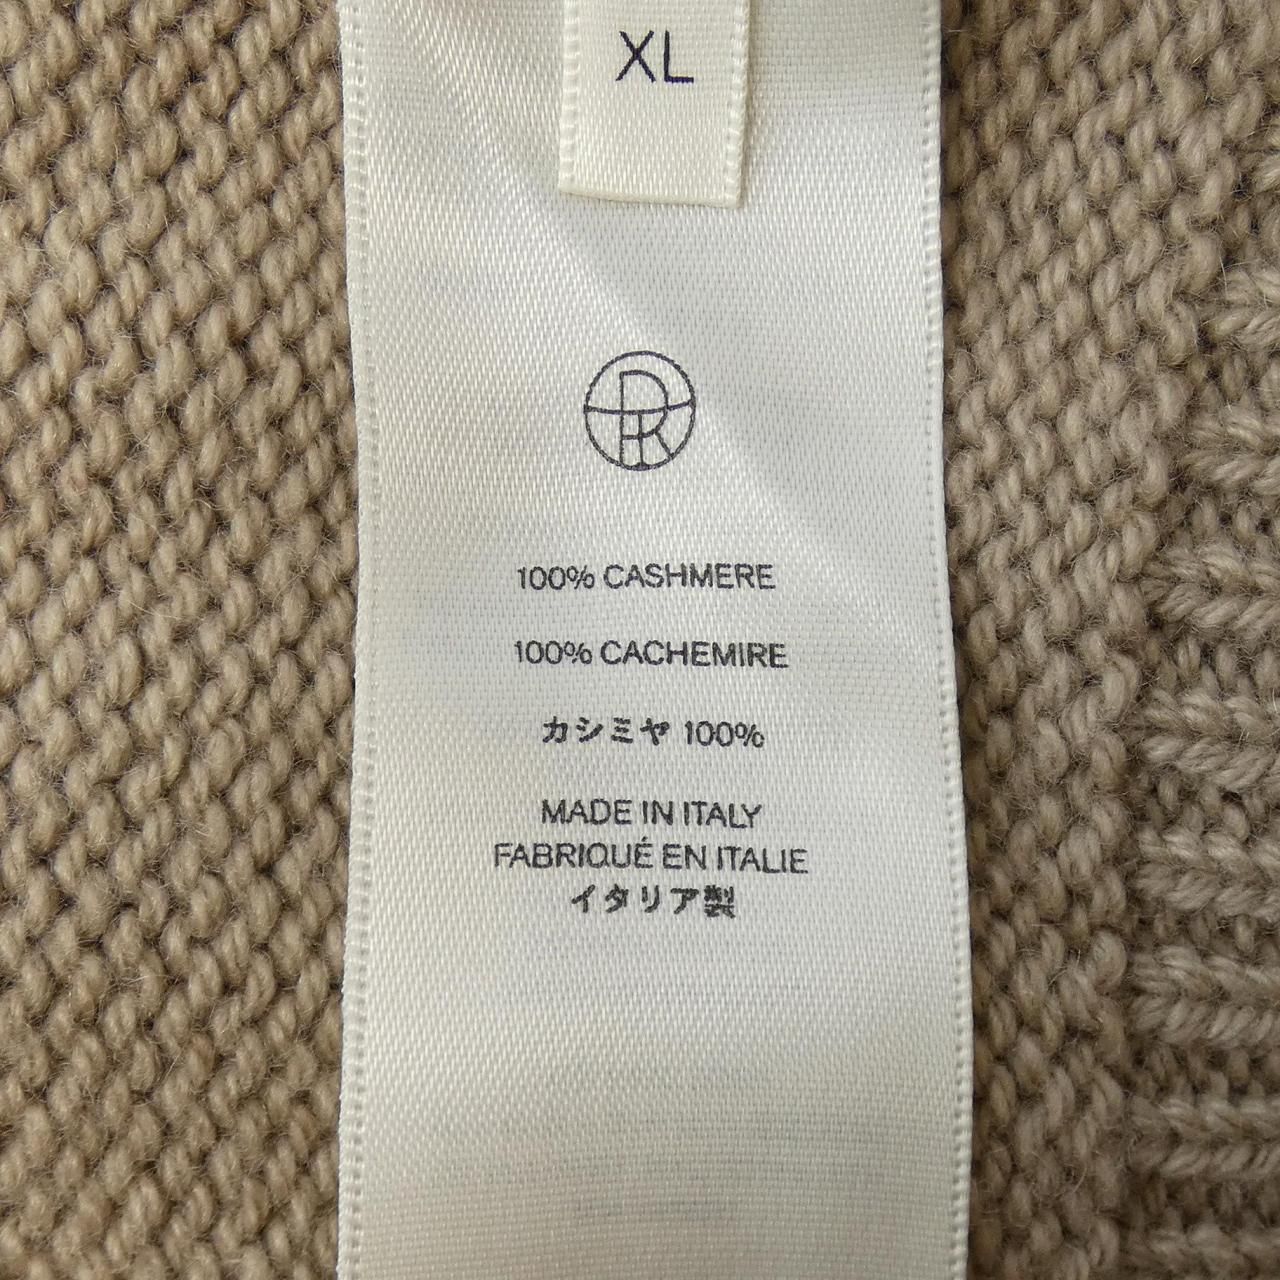 XL
100% CASHMERE
100% CACHEMIRE
カシミヤ 100%
MADE IN ITALY
FABRIQUÉ EN ITALIE
イタリア製